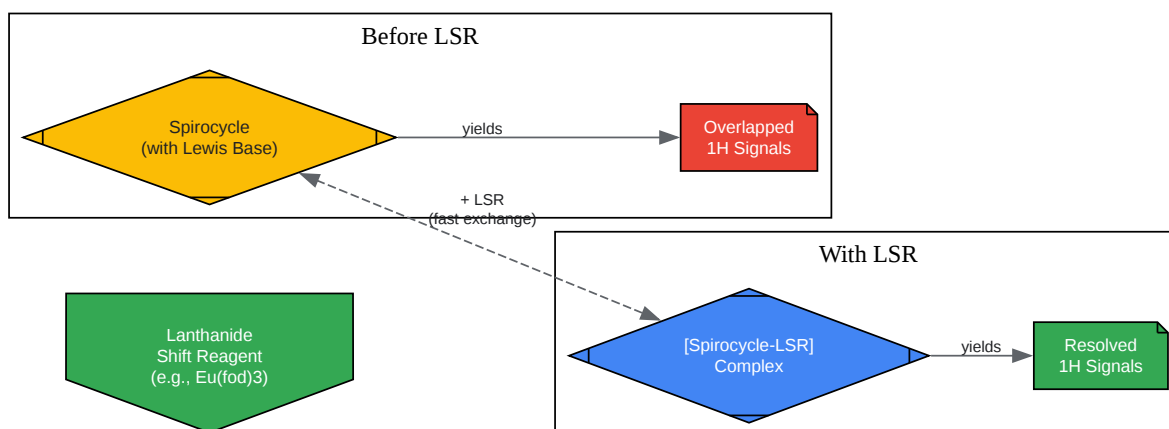 Before LSR
Spirocycle
(with Lewis Base)
yields
Overlapped
1H Signals
+ LSR
(fast exchange)
With LSR
Lanthanide
Shift Reagent
(e.g., Eu(fod)3)
[Spirocycle-LSR]
Complex
yields
Resolved
1H Signals